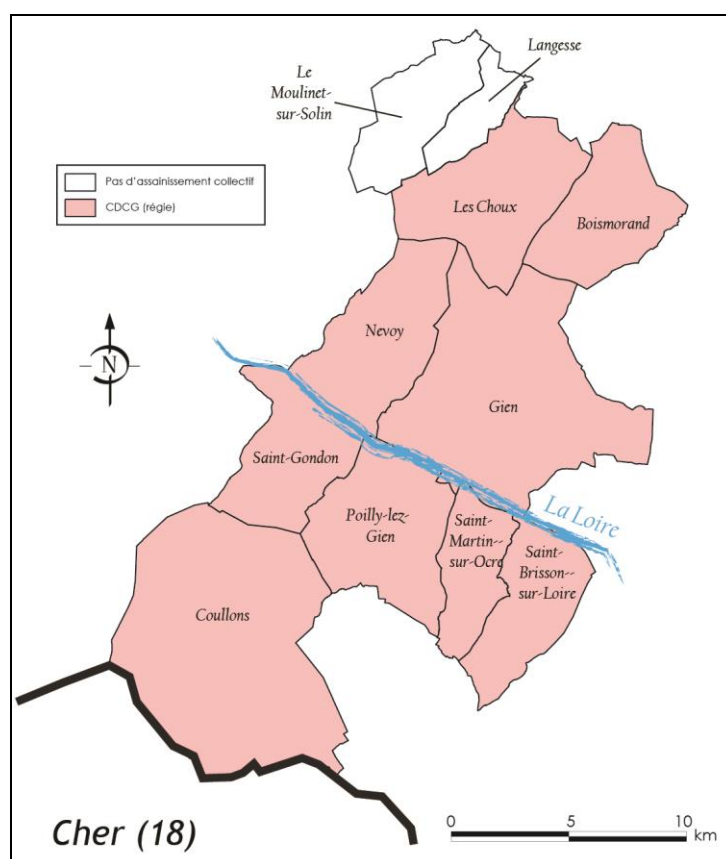 Langesse
Le
Moulinet-
sur-Solin
Pas d'assainissement collectif
CDCG (régie)
Les Choux
Boismorand
Nevoy
N
Gien
Saint-Gondon
La Loire
Poilly-lez-
Gien
Saint-
Martin--
sur-Ocre
Saint-
Brisson--
sur-Loire
Coullons
Cher (18)
0 5 10
km